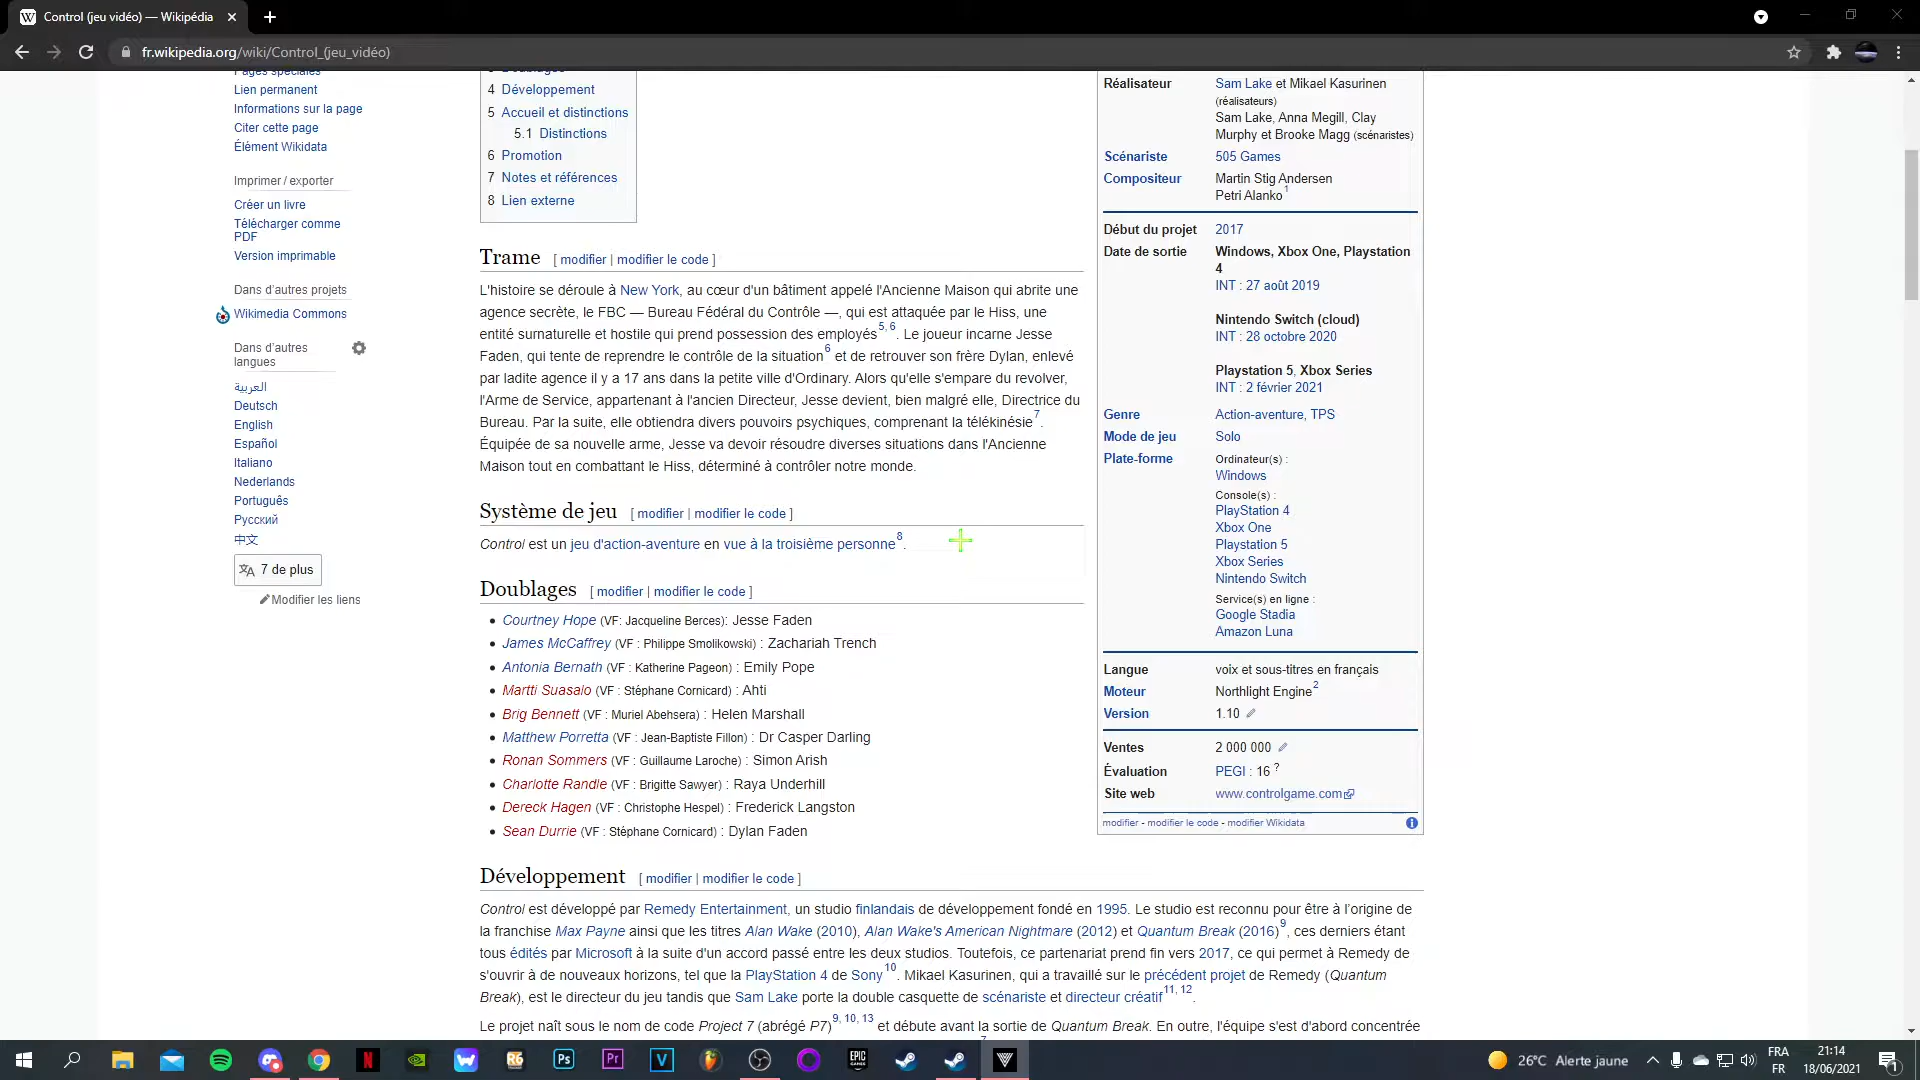 Control (jeu vidéo) — Wikipédia
fr.wikipedia.org/wiki/Control_(jeu_vidéo)
Pages spéciales
Lien permanent
Informations sur la page
Citer cette page
Élément Wikidata
Imprimer / exporter
Créer un livre
Télécharger comme
PDF
Version imprimable
Dans d'autres projets
Wikimedia Commons
Dans d'autres
langues
العربية
Deutsch
English
Español
Italiano
Nederlands
Português
Русский
中文
7 de plus
Modifier les liens
3 Doublages
4 Développement
5 Accueil et distinctions
5.1 Distinctions
6 Promotion
7 Notes et références
8 Lien externe
Trame [ modifier | modifier le code ]
L'histoire se déroule à New York, au cœur d'un bâtiment appelé l'Ancienne Maison qui abrite une
agence secrète, le FBC — Bureau Fédéral du Contrôle —, qui est attaquée par le Hiss, une
entité surnaturelle et hostile qui prend possession des employés5, 6. Le joueur incarne Jesse
Faden, qui tente de reprendre le contrôle de la situation6 et de retrouver son frère Dylan, enlevé
par ladite agence il y a 17 ans dans la petite ville d'Ordinary. Alors qu'elle s'empare du revolver,
l'Arme de Service, appartenant à l'ancien Directeur, Jesse devient, bien malgré elle, Directrice du
Bureau. Par la suite, elle obtiendra divers pouvoirs psychiques, comprenant la télékinésie7.
Équipée de sa nouvelle arme, Jesse va devoir résoudre diverses situations dans l'Ancienne
Maison tout en combattant le Hiss, déterminé à contrôler notre monde.
Système de jeu [ modifier | modifier le code ]
Control est un jeu d'action-aventure en vue à la troisième personne8.
Doublages [ modifier | modifier le code ]
• Courtney Hope (VF: Jacqueline Berces): Jesse Faden
• James McCaffrey (VF : Philippe Smolikowski) : Zachariah Trench
• Antonia Bernath (VF : Katherine Pageon) : Emily Pope
• Martti Suasalo (VF : Stéphane Cornicard) : Ahti
• Brig Bennett (VF : Muriel Abehsera) : Helen Marshall
• Matthew Porretta (VF : Jean-Baptiste Fillon) : Dr Casper Darling
• Ronan Sommers (VF : Guillaume Laroche) : Simon Arish
• Charlotte Randle (VF : Brigitte Sawyer) : Raya Underhill
• Dereck Hagen (VF : Christophe Hespel) : Frederick Langston
• Sean Durrie (VF : Stéphane Cornicard) : Dylan Faden
Développement [ modifier | modifier le code ]
Control est développé par Remedy Entertainment, un studio finlandais de développement fondé en 1995. Le studio est reconnu pour être à l'origine de
la franchise Max Payne ainsi que les titres Alan Wake (2010), Alan Wake's American Nightmare (2012) et Quantum Break (2016)9, ces derniers étant
tous édités par Microsoft à la suite d'un accord passé entre les deux studios. Toutefois, ce partenariat prend fin vers 2017, ce qui permet à Remedy de
s'ouvrir à de nouveaux horizons, tel que la PlayStation 4 de Sony10. Mikael Kasurinen, qui a travaillé sur le précédent projet de Remedy (Quantum
Break), est le directeur du jeu tandis que Sam Lake porte la double casquette de scénariste et directeur créatif11, 12.
Le projet naît sous le nom de code Project 7 (abrégé P7)9, 10, 13 et débute avant la sortie de Quantum Break. En outre, l'équipe s'est d'abord concentrée
7
Réalisateur Sam Lake et Mikael Kasurinen
(réalisateurs)
Sam Lake, Anna Megill, Clay
Murphy et Brooke Magg (scénaristes)
Scénariste 505 Games
Compositeur Martin Stig Andersen
Petri Alanko1
Début du projet 2017
Date de sortie Windows, Xbox One, Playstation
4
INT : 27 août 2019
Nintendo Switch (cloud)
INT : 28 octobre 2020
Playstation 5, Xbox Series
INT : 2 février 2021
Genre Action-aventure, TPS
Mode de jeu Solo
Plate-forme Ordinateur(s) :
Windows
Console(s) :
PlayStation 4
Xbox One
Playstation 5
Xbox Series
Nintendo Switch
Service(s) en ligne :
Google Stadia
Amazon Luna
Langue voix et sous-titres en français
Moteur Northlight Engine2
Version 1.10
Ventes 2 000 000
Évaluation PEGI : 16 ?
Site web www.controlgame.com
modifier - modifier le code - modifier Wikidata
R6
Ps
Pr
V
EPIC
GAMES
26°C Alerte jaune
FRA
FR
21:14
18/06/2021
1